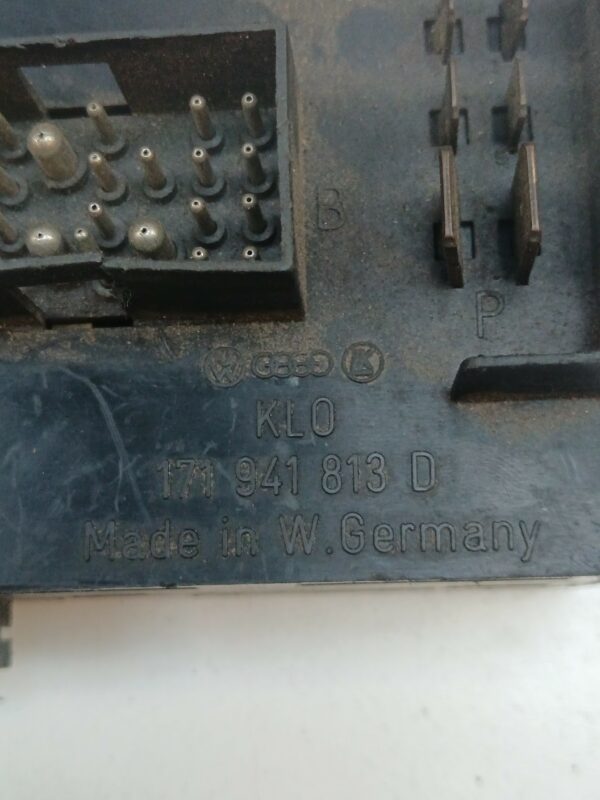 B
P
KLO
171 941 813 D
Made in W. Germany